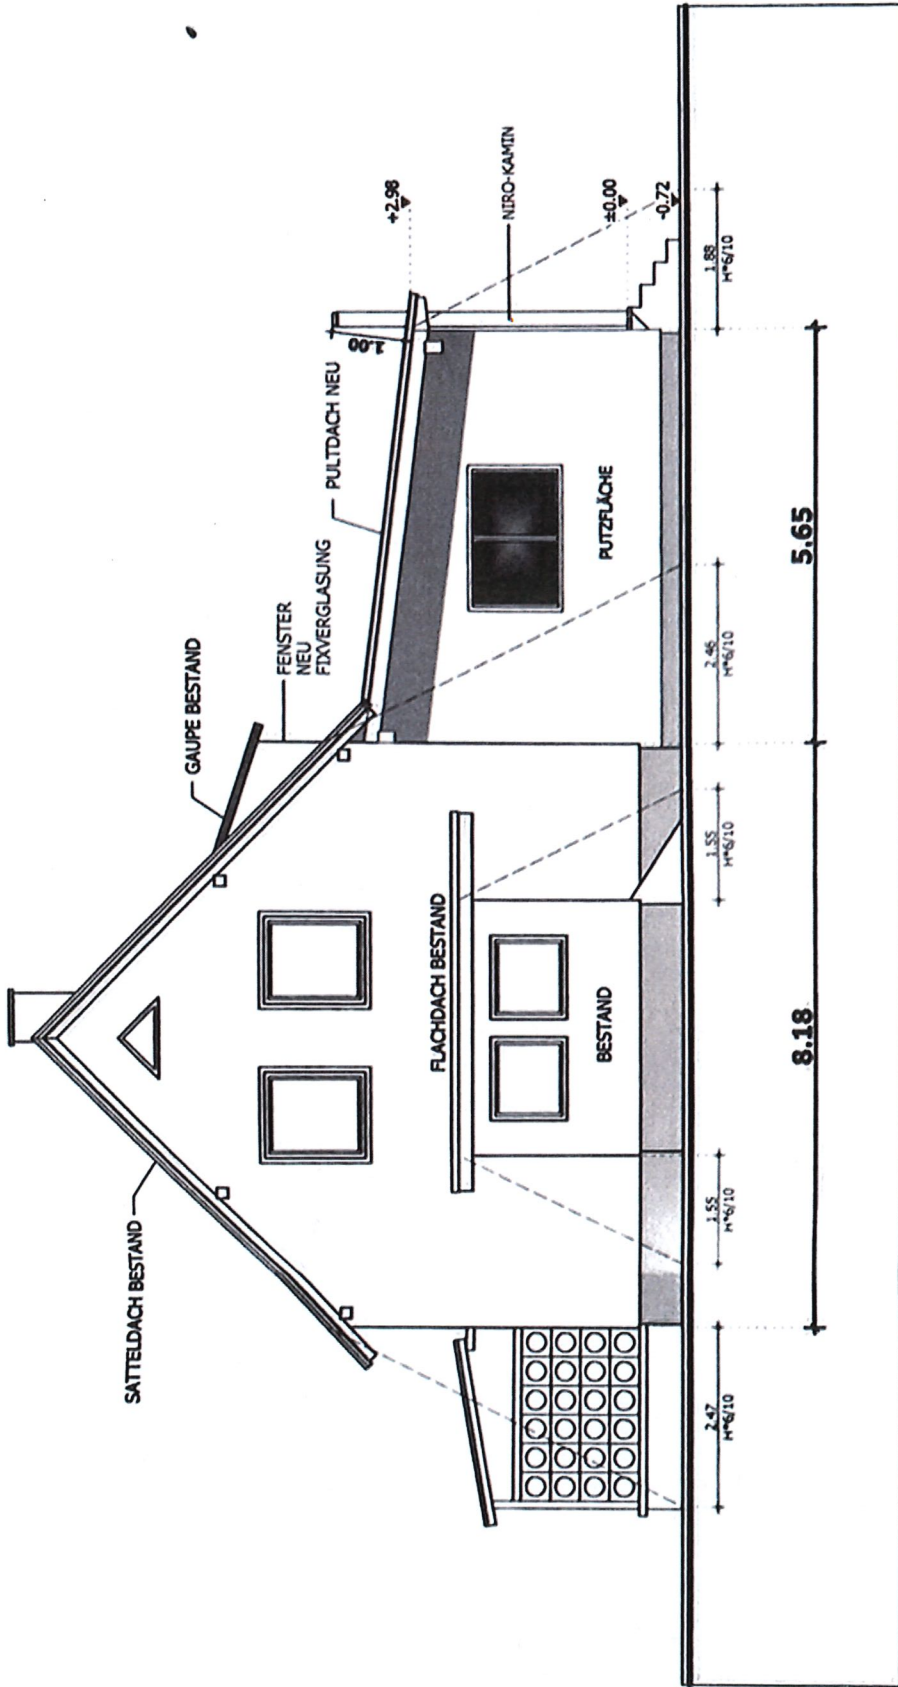 SATTELDACH BESTAND
GAUPE BESTAND
FENSTER
NEU
FIXVERGLASUNG
PULTDACH NEU
1.00
+2.98
NIRO-KAMIN
±0.00
-0.72
FLACHDACH BESTAND
BESTAND
PUTZFLÄCHE
2.47
H*6/10
1.55
H*6/10
1.55
H*6/10
2.46
H*6/10
1.88
H*6/10
8.18
5.65